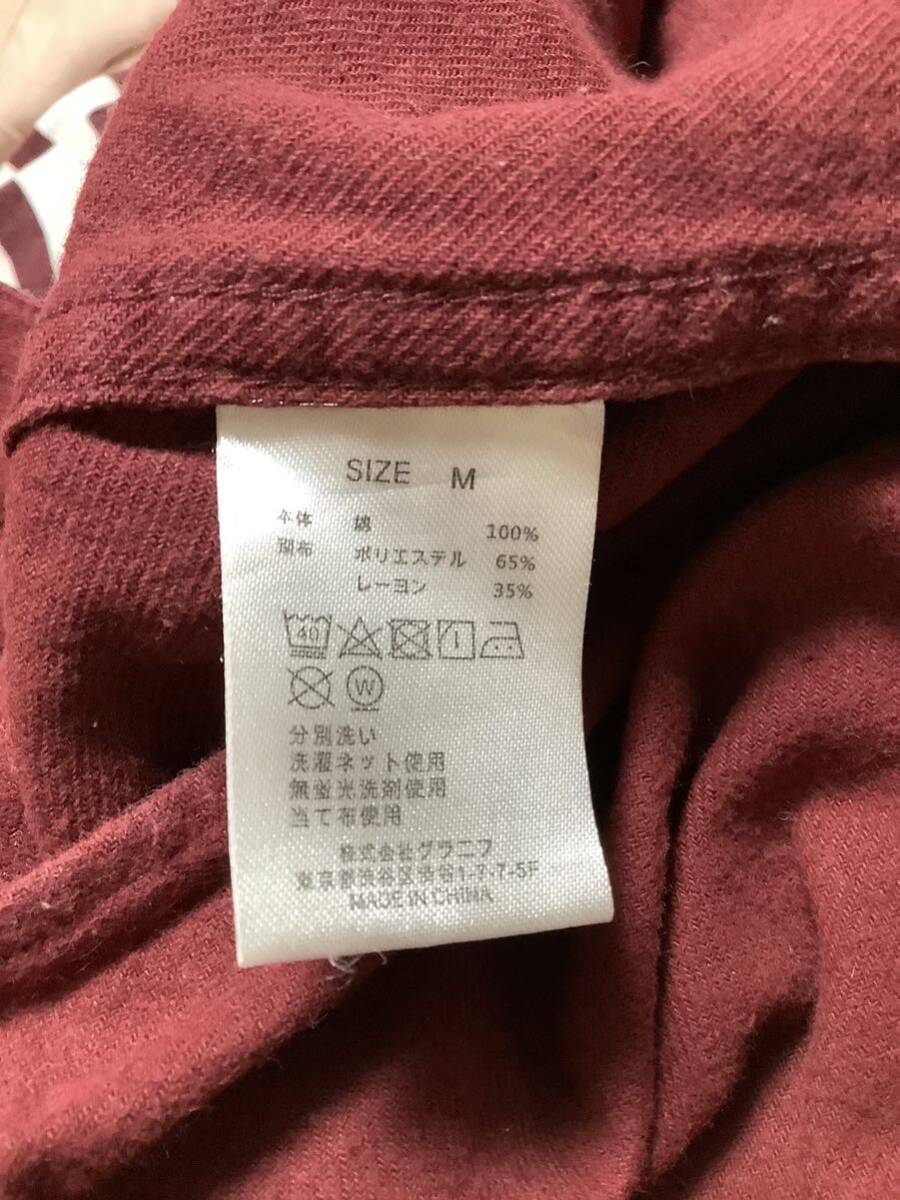 SIZE M
本体 綿 100%
別布 ポリエステル 65%
レーヨン 35%
40
W
分別洗い
洗濯ネット使用
無蛍光洗剤使用
当て布使用
株式会社グラニフ
東京都渋谷区渋谷1-7-7-5F
MADE IN CHINA